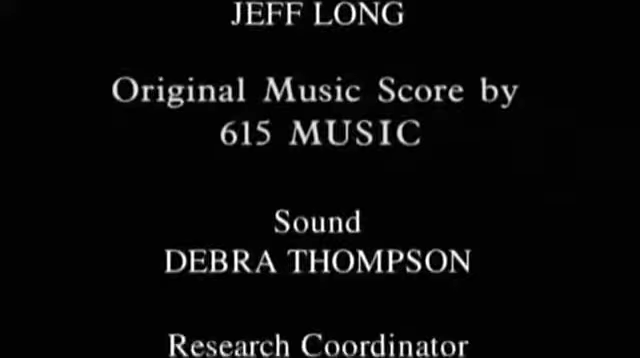 JEFF LONG
Original Music Score by
615 MUSIC
Sound
DEBRA THOMPSON
Research Coordinator